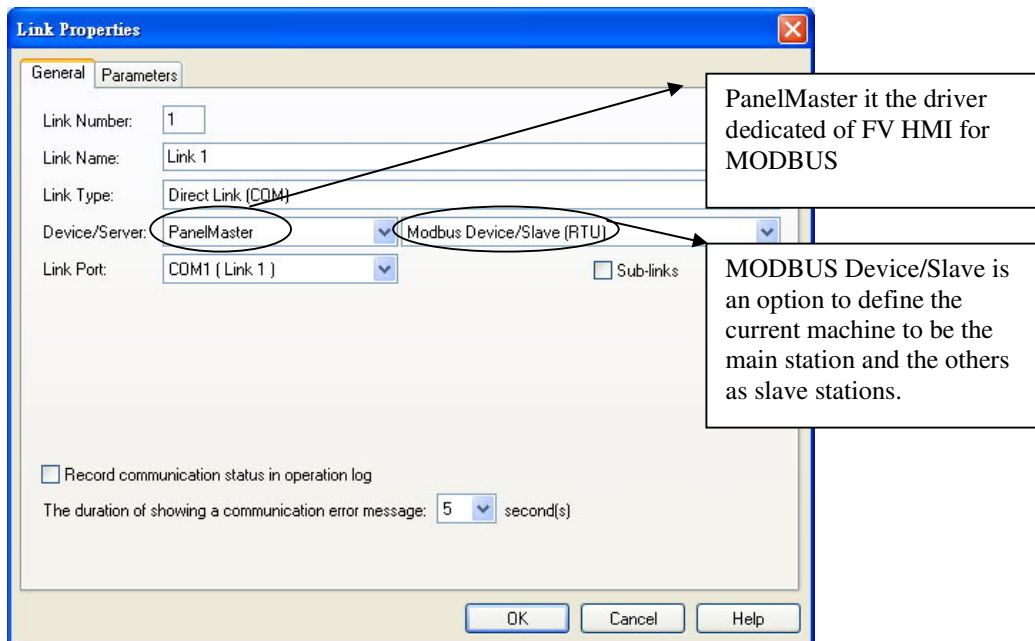 Link Properties
General
Parameters
Link Number:
1
Link Name:
Link 1
Link Type:
Direct Link (COM)
Device/Server:
PanelMaster
Modbus Device/Slave (RTU)
Link Port:
COM1 ( Link 1 )
Sub-links
Record communication status in operation log
The duration of showing a communication error message:
5
second(s)
OK
Cancel
Help
PanelMaster it the driver
dedicated of FV HMI for
MODBUS
MODBUS Device/Slave is
an option to define the
current machine to be the
main station and the others
as slave stations.